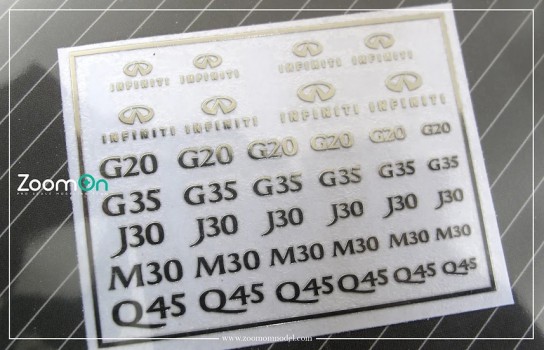 INFINITI INFINITI INFINITI INFINITI
INFINITI INFINITI INFINITI INFINITI
G20 G20 G20 G20 G20 G20
G35 G35 G35 G35 G35 G35
J30 J30 J30 J30 J30 J30
M30 M30 M30 M30 M30 M30
Q45 Q45 Q45 Q45 Q45 Q45
ZoomOn
www.zoomonmodel.com